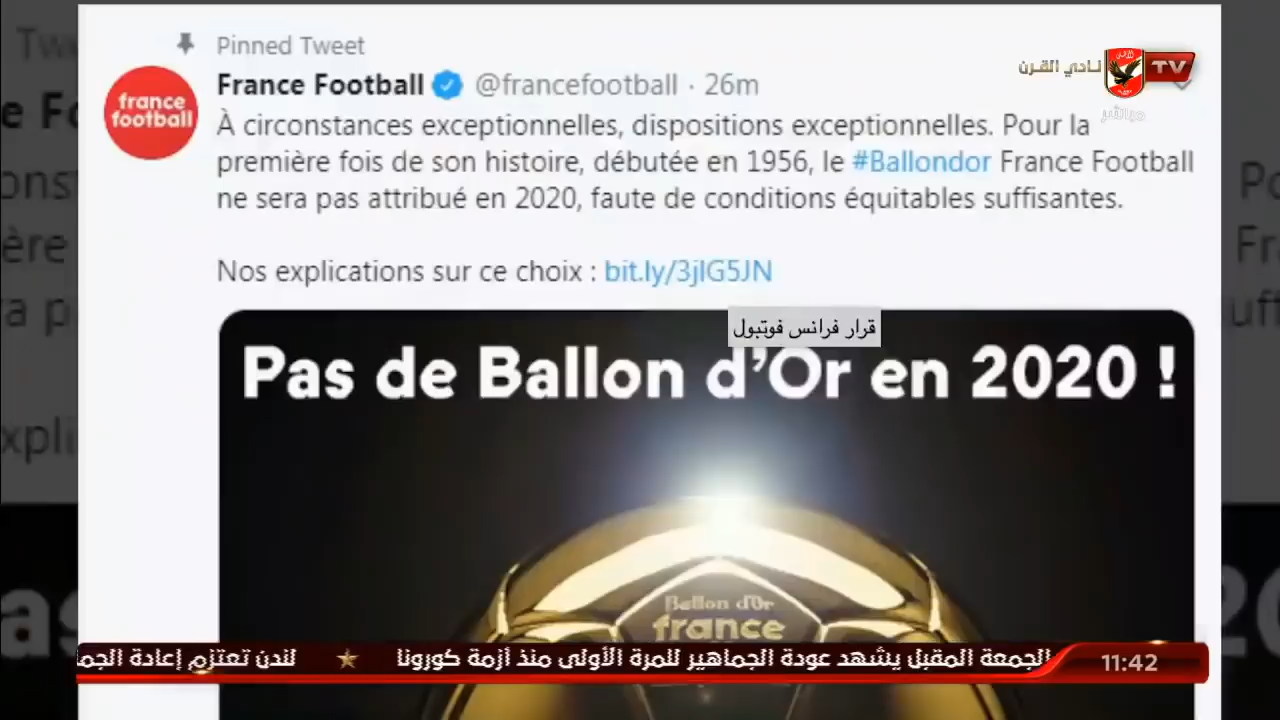 Pinned Tweet
France Football @francefootball · 26m
france
football
À circonstances exceptionnelles, dispositions exceptionnelles. Pour la
première fois de son histoire, débutée en 1956, le #Ballondor France Football
ne sera pas attribué en 2020, faute de conditions équitables suffisantes.
Nos explications sur ce choix : bit.ly/3jlG5JN
نادي القرن
TV
مباشر
قرار فرانس فوتبول
Pas de Ballon d'Or en 2020 !
Ballon d'Or
france
الجمعة المقبل يشهد عودة الجماهير للمرة الأولى منذ أزمة كورونا ★ لندن تعتزم إعادة
11:42